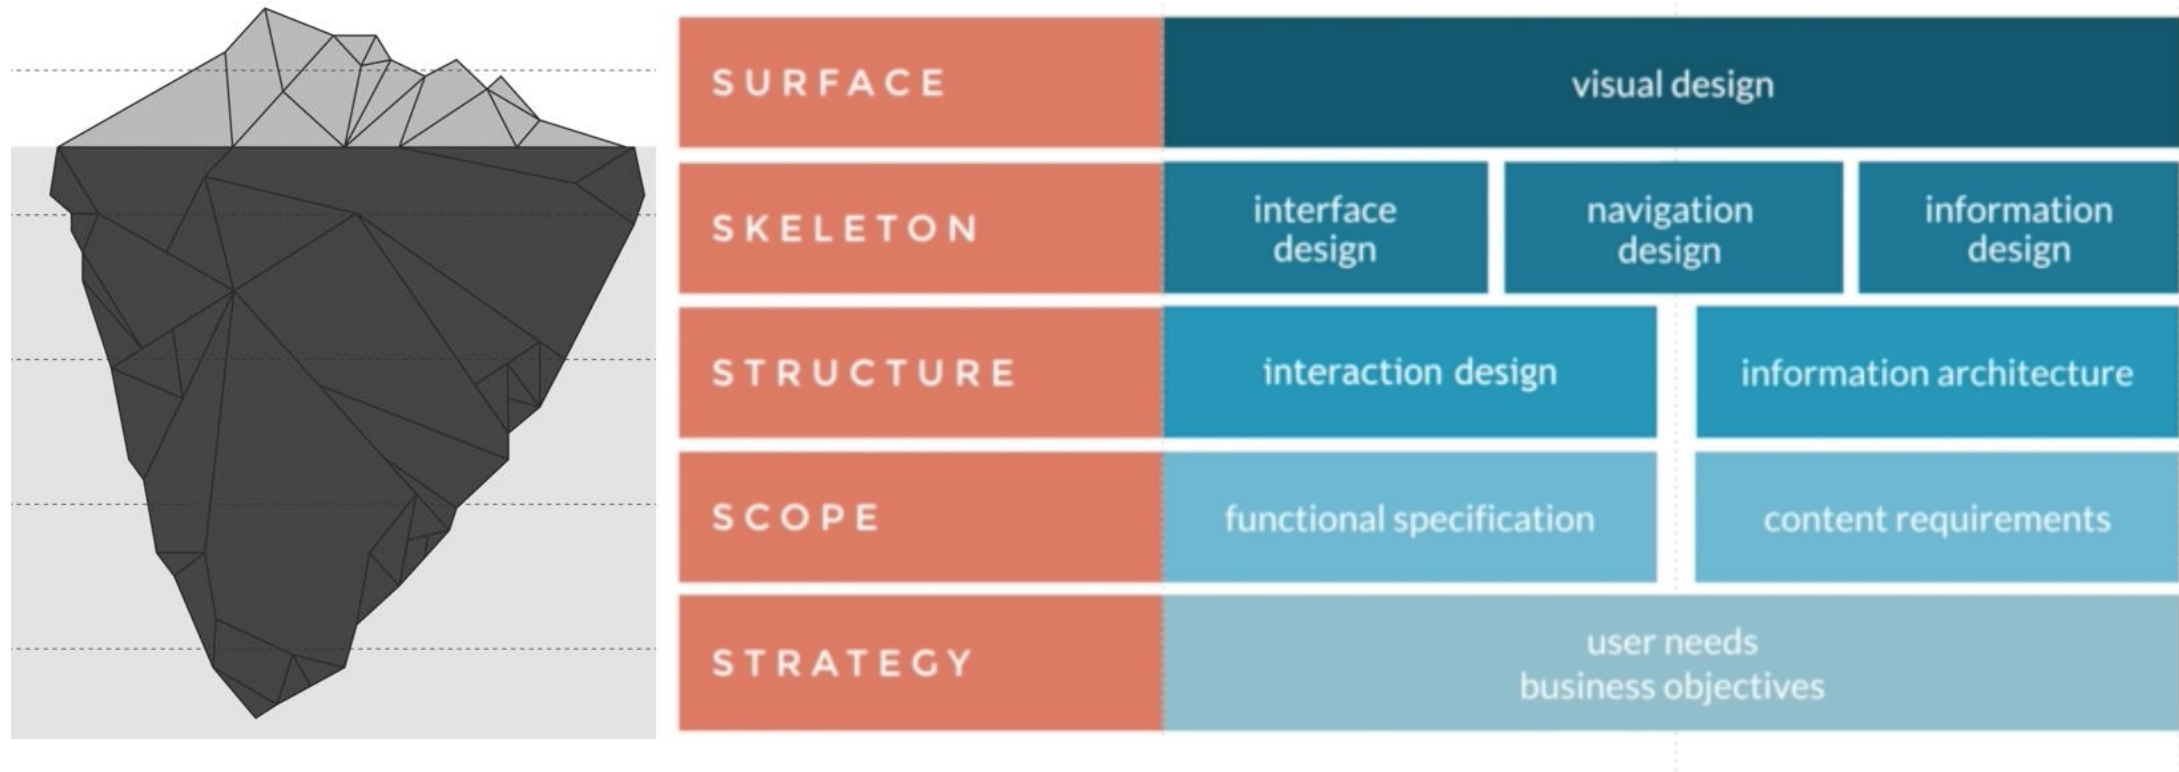 SURFACE
visual design
SKELETON
interface
design
navigation
design
information
design
STRUCTURE
interaction design
information architecture
SCOPE
functional specification
content requirements
STRATEGY
user needs
business objectives